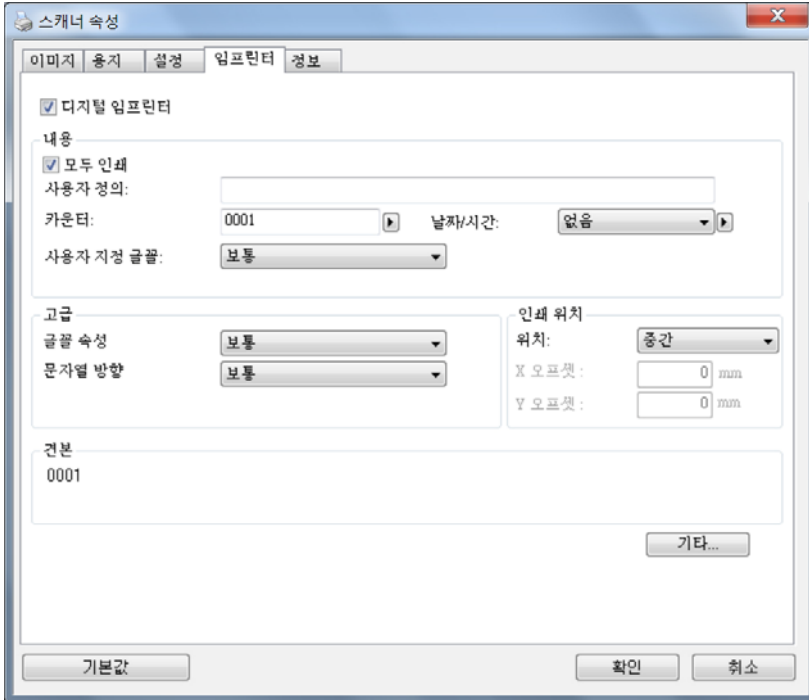 스캐너 속성
이미지 용지 설정 임프린터 정보
디지털 임프린터
내용
모두 인쇄
사용자 정의:
카운터: 0001 날짜/시간: 없음
사용자 지정 글꼴: 보통
고급
글꼴 속성 보통
문자열 방향 보통
인쇄 위치
위치: 중간
X 오프셋 : 0 mm
Y 오프셋 : 0 mm
견본
0001
기타...
기본값 확인 취소